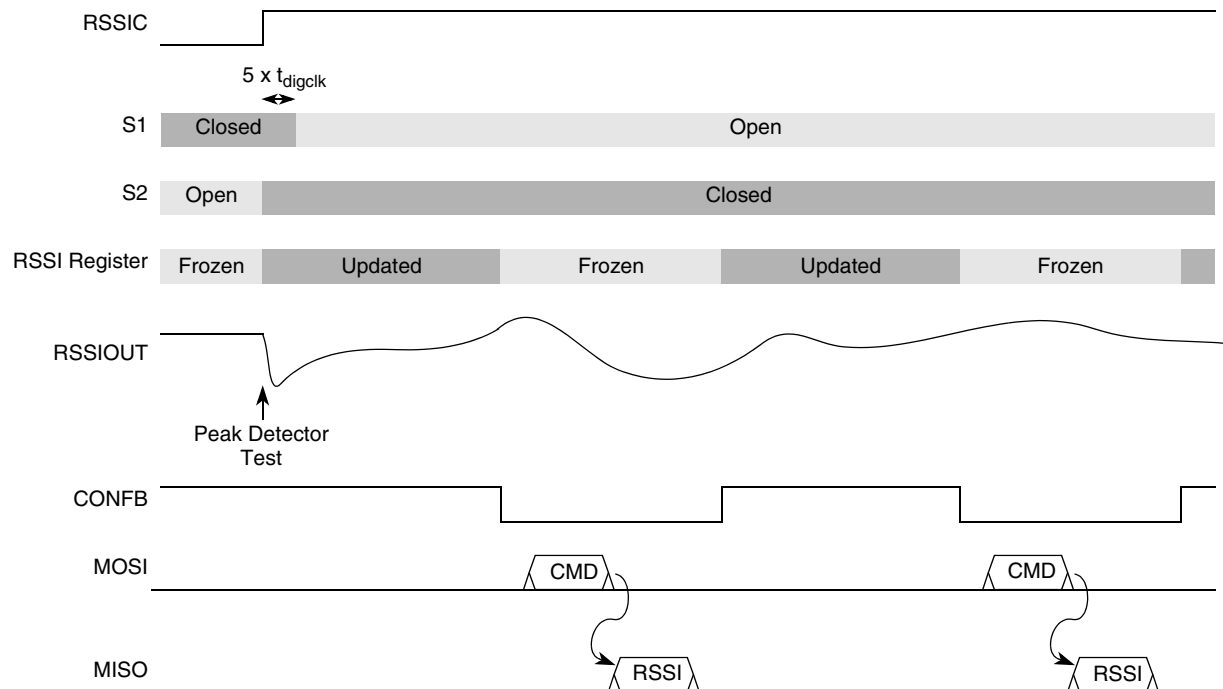 RSSIC
5 x tdigclk
S1 Closed Open
S2 Open Closed
RSSI Register Frozen Updated Frozen Updated Frozen
RSSIOUT
Peak Detector
Test
CONFB
MOSI CMD CMD
MISO RSSI RSSI